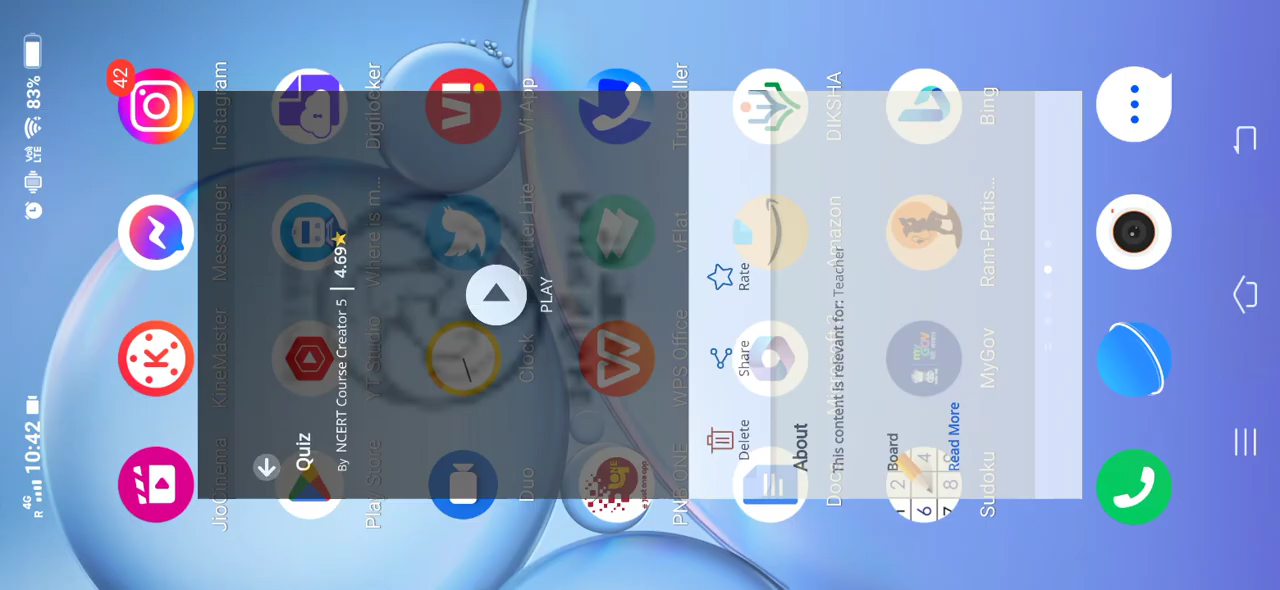 4G
R
10:42
VoLTE
83%
42
JioCinema
KineMaster
Messenger
Instagram
Play Store
YT Studio
Where is m...
Digilocker
Duo
Clock
Twitter Lite
Vi App
PNB ONE
WPS Office
vFlat
Truecaller
Amazon
DIKSHA
Sudoku
MyGov
Ram-Pratis...
Bing
Quiz
By NCERT Course Creator 5 | 4.69
PLAY
Delete
Share
Rate
About
This content is relevant for: Teacher
Board
Read More